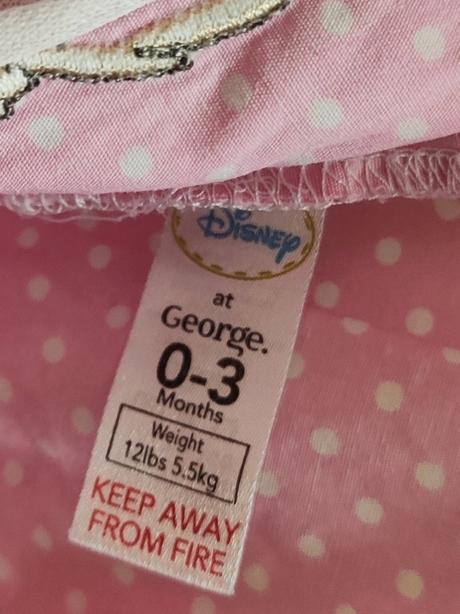 Disney
at
George.
0-3
Months
Weight
12lbs 5.5kg
KEEP AWAY
FROM FIRE